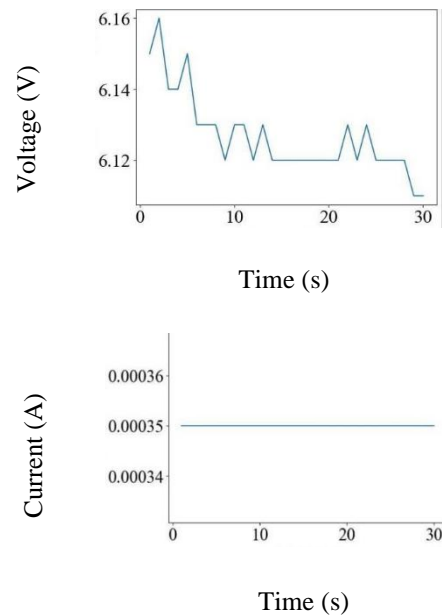 6.16
6.14
Voltage (V)
6.12
0 10 20 30
Time (s)
0.00036
Current (A)
0.00035
0.00034
0 10 20 30
Time (s)